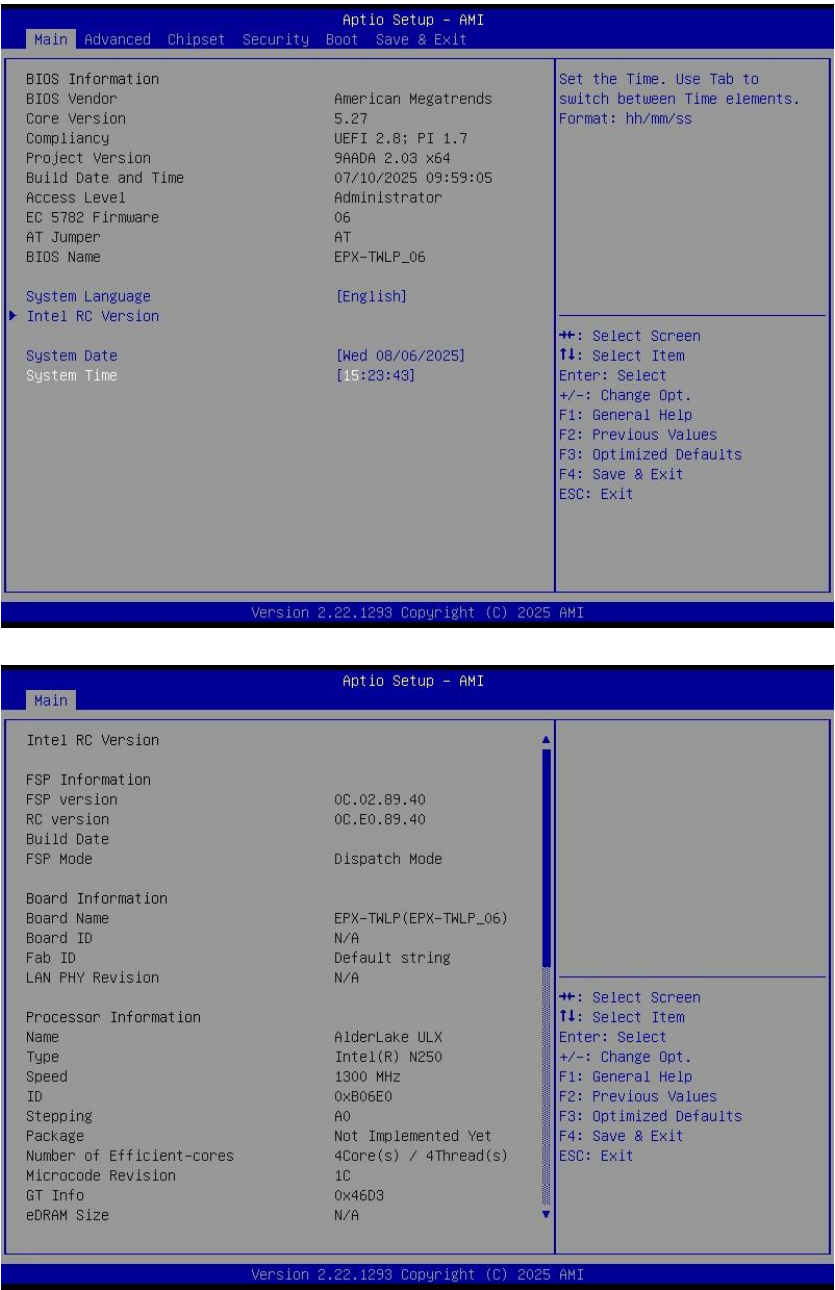 Aptio Setup – AMI
Main Advanced Chipset Security Boot Save & Exit
BIOS Information
BIOS Vendor American Megatrends
Core Version 5.27
Compliancy UEFI 2.8; PI 1.7
Project Version 9AADA 2.03 x64
Build Date and Time 07/10/2025 09:59:05
Access Level Administrator
EC 5782 Firmware 06
AT Jumper AT
BIOS Name EPX-TWLP_06
System Language [English]
Intel RC Version
System Date [Wed 08/06/2025]
System Time [15:23:43]
Set the Time. Use Tab to
switch between Time elements.
Format: hh/mm/ss
→←: Select Screen
↑↓: Select Item
Enter: Select
+/-: Change Opt.
F1: General Help
F2: Previous Values
F3: Optimized Defaults
F4: Save & Exit
ESC: Exit
Version 2.22.1293 Copyright (C) 2025 AMI
Aptio Setup – AMI
Main
Intel RC Version
FSP Information
FSP version 0C.02.89.40
RC version 0C.E0.89.40
Build Date
FSP Mode Dispatch Mode
Board Information
Board Name EPX-TWLP(EPX-TWLP_06)
Board ID N/A
Fab ID Default string
LAN PHY Revision N/A
Processor Information
Name AlderLake ULX
Type Intel(R) N250
Speed 1300 MHz
ID 0xB06E0
Stepping A0
Package Not Implemented Yet
Number of Efficient-cores 4Core(s) / 4Thread(s)
Microcode Revision 1C
GT Info 0x46D3
eDRAM Size N/A
→←: Select Screen
↑↓: Select Item
Enter: Select
+/-: Change Opt.
F1: General Help
F2: Previous Values
F3: Optimized Defaults
F4: Save & Exit
ESC: Exit
Version 2.22.1293 Copyright (C) 2025 AMI